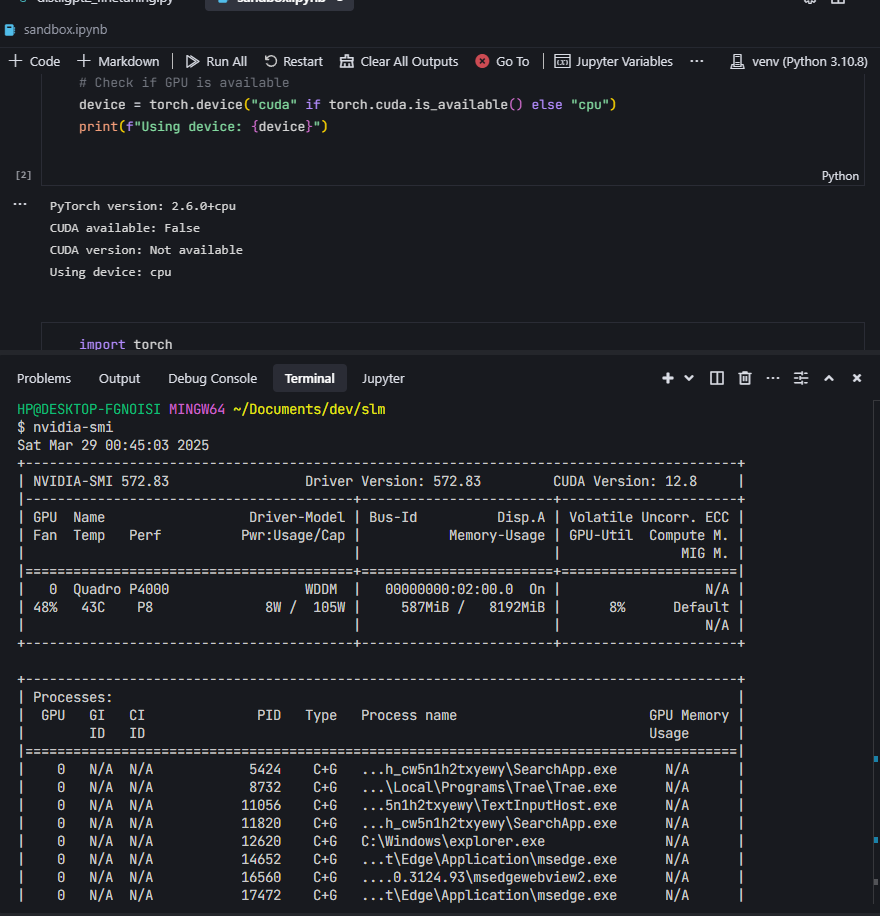 sandbox.ipynb
sandbox.ipynb
Code Markdown Run All Restart Clear All Outputs Go To Jupyter Variables ... venv (Python 3.10.8)
# Check if GPU is available
device = torch.device("cuda" if torch.cuda.is_available() else "cpu")
print(f"Using device: {device}")
[2]
Python
... PyTorch version: 2.6.0+cpu
CUDA available: False
CUDA version: Not available
Using device: cpu
import torch
Problems Output Debug Console Terminal Jupyter
HP@DESKTOP-FGNOISI MINGW64 ~/Documents/dev/slm
$ nvidia-smi
Sat Mar 29 00:45:03 2025
+-----------------------------------------------------------------------------------------+
| NVIDIA-SMI 572.83                 Driver Version: 572.83         CUDA Version: 12.8     |
|-----------------------------------------+------------------------+----------------------+
| GPU  Name                  Driver-Model | Bus-Id          Disp.A | Volatile Uncorr. ECC |
| Fan  Temp   Perf          Pwr:Usage/Cap |           Memory-Usage | GPU-Util  Compute M. |
|                                         |                        |               MIG M. |
|=========================================+========================+======================|
|   0  Quadro P4000                 WDDM  |   00000000:02:00.0  On |                  N/A |
| 48%   43C    P8              8W /  105W |     587MiB /   8192MiB |      8%      Default |
|                                         |                        |                  N/A |
+-----------------------------------------+------------------------+----------------------+
+-----------------------------------------------------------------------------------------+
| Processes:                                                                              |
|  GPU   GI   CI              PID   Type   Process name                        GPU Memory |
|        ID   ID                                                               Usage      |
|=========================================================================================|
|    0   N/A  N/A            5424    C+G   ...h_cw5n1h2txyewy\SearchApp.exe      N/A      |
|    0   N/A  N/A            8732    C+G   ...\Local\Programs\Trae\Trae.exe      N/A      |
|    0   N/A  N/A           11056    C+G   ...5n1h2txyewy\TextInputHost.exe      N/A      |
|    0   N/A  N/A           11820    C+G   ...h_cw5n1h2txyewy\SearchApp.exe      N/A      |
|    0   N/A  N/A           12620    C+G   C:\Windows\explorer.exe               N/A      |
|    0   N/A  N/A           14652    C+G   ...t\Edge\Application\msedge.exe      N/A      |
|    0   N/A  N/A           16560    C+G   ....0.3124.93\msedgewebview2.exe      N/A      |
|    0   N/A  N/A           17472    C+G   ...t\Edge\Application\msedge.exe      N/A      |